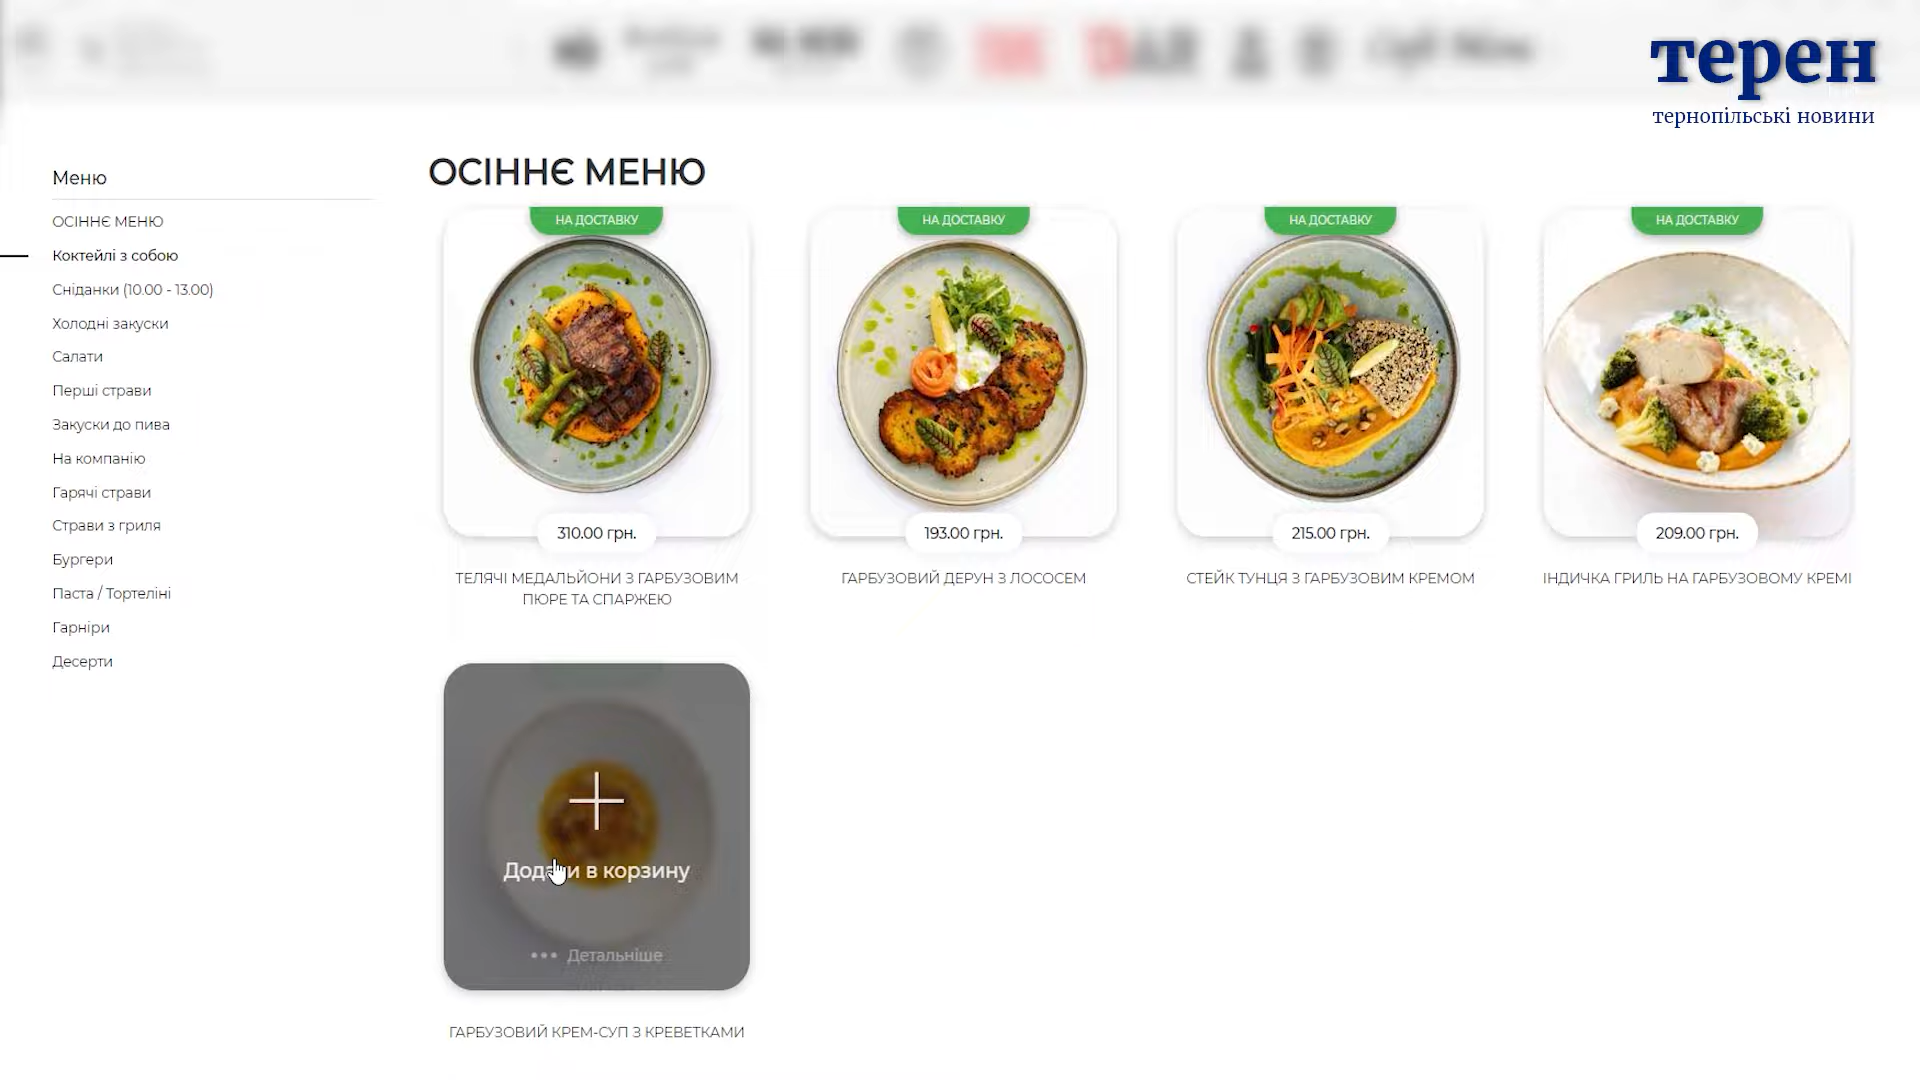 терен
тернопільські новини
Меню
ОСІННЄ МЕНЮ
Коктейлі з собою
Сніданки (10.00 - 13.00)
Холодні закуски
Салати
Перші страви
Закуски до пива
На компанію
Гарячі страви
Страви з гриля
Бургери
Паста / Тортеліні
Гарніри
Десерти
ОСІННЄ МЕНЮ
НА ДОСТАВКУ
310.00 грн.
ТЕЛЯЧІ МЕДАЛЬЙОНИ З ГАРБУЗОВИМ
ПЮРЕ ТА СПАРЖЕЮ
НА ДОСТАВКУ
193.00 грн.
ГАРБУЗОВИЙ ДЕРУН З ЛОСОСЕМ
НА ДОСТАВКУ
215.00 грн.
СТЕЙК ТУНЦЯ З ГАРБУЗОВИМ КРЕМОМ
НА ДОСТАВКУ
209.00 грн.
ІНДИЧКА ГРИЛЬ НА ГАРБУЗОВОМУ КРЕМІ
Додати в корзину
••• Детальніше
ГАРБУЗОВИЙ КРЕМ-СУП З КРЕВЕТКАМИ